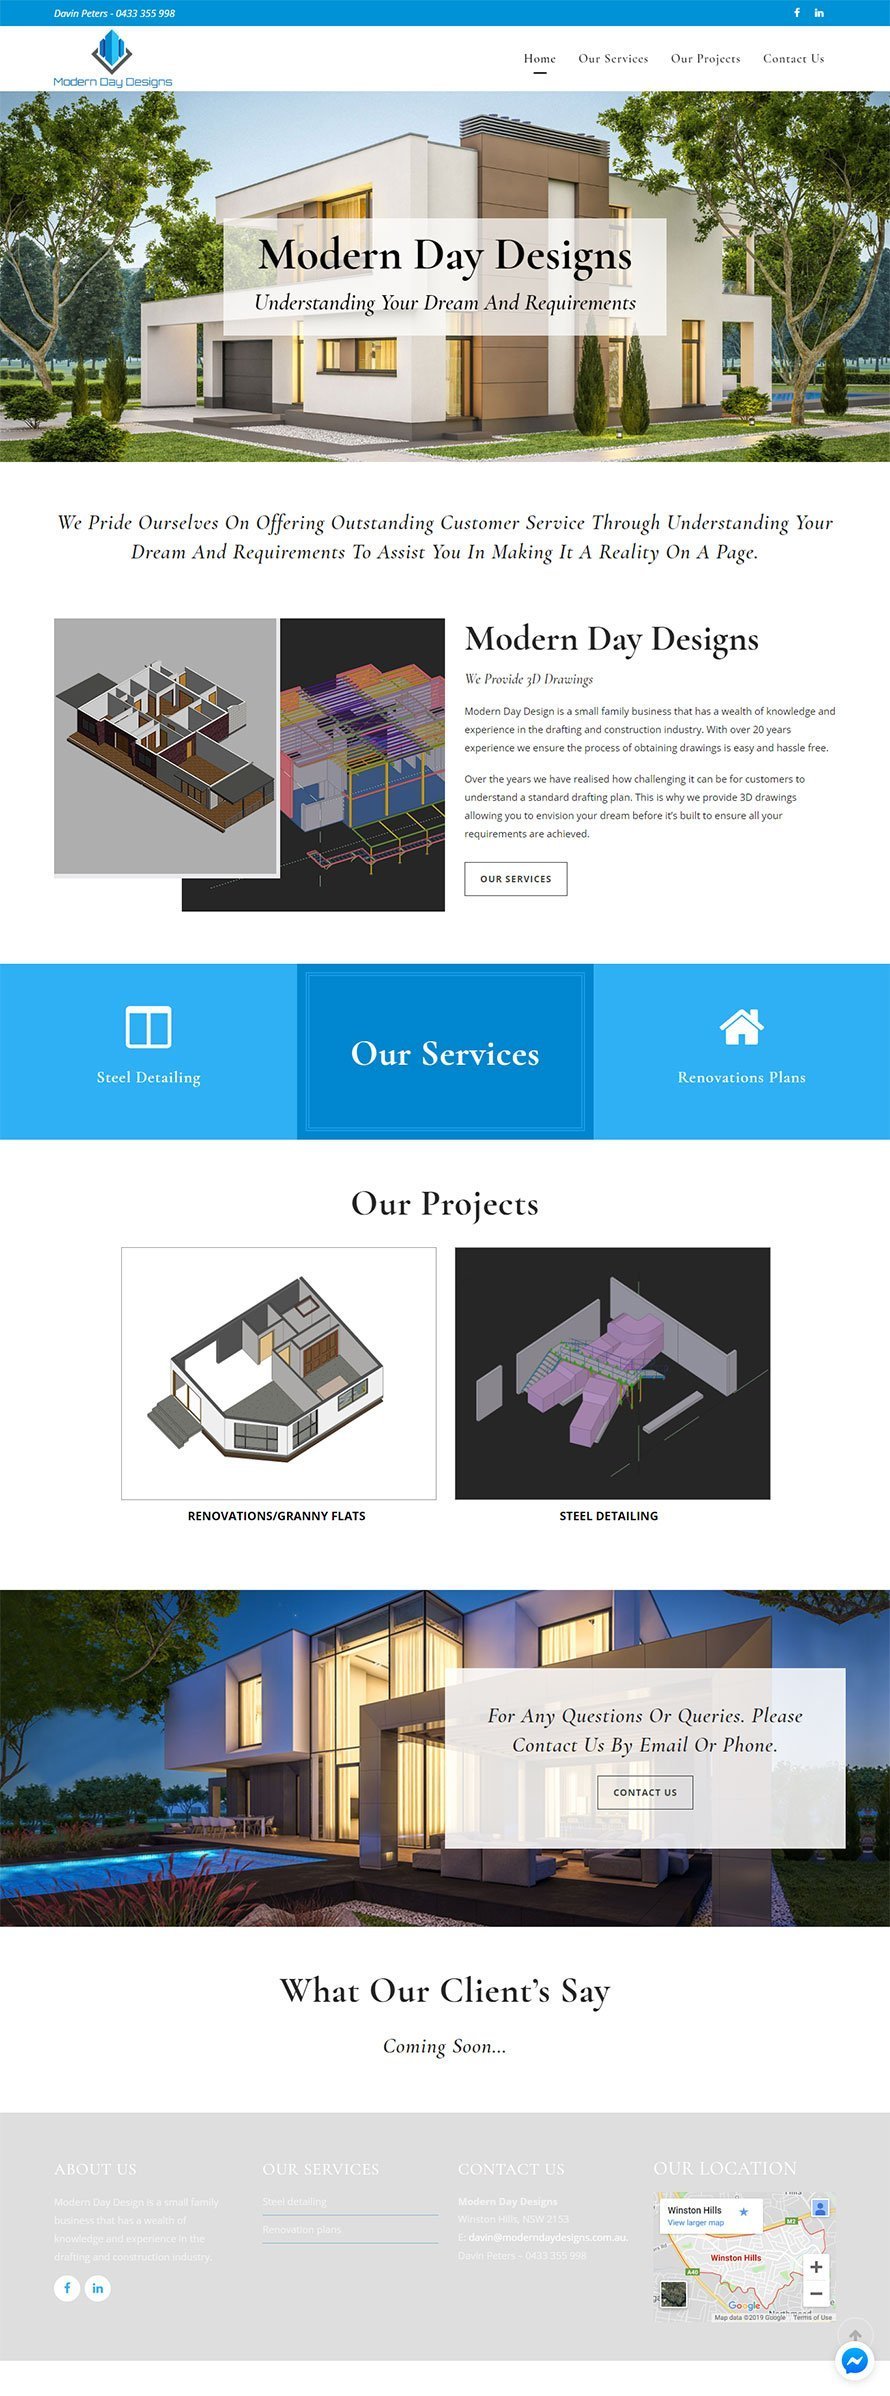 Davin Peters - 0433 355 998
Modern Day Designs
Home Our Services Our Projects Contact Us
Modern Day Designs
Understanding Your Dream And Requirements
We Pride Ourselves On Offering Outstanding Customer Service Through Understanding Your
Dream And Requirements To Assist You In Making It A Reality On A Page.
Modern Day Designs
We Provide 3D Drawings
Modern Day Design is a small family business that has a wealth of knowledge and
experience in the drafting and construction industry. With over 20 years
experience we ensure the process of obtaining drawings is easy and hassle free.
Over the years we have realised how challenging it can be for customers to
understand a standard drafting plan. This is why we provide 3D drawings
allowing you to envision your dream before it's built to ensure all your
requirements are achieved.
OUR SERVICES
Steel Detailing
Our Services
Renovations Plans
Our Projects
RENOVATIONS/GRANNY FLATS
STEEL DETAILING
For Any Questions Or Queries. Please
Contact Us By Email Or Phone.
CONTACT US
What Our Client's Say
Coming Soon...
ABOUT US
Modern Day Design is a small family
business that has a wealth of
knowledge and experience in the
drafting and construction industry.
OUR SERVICES
Steel detailing
Renovation plans
CONTACT US
Modern Day Designs
Winston Hills, NSW 2153
E: davin@moderndaydesigns.com.au.
Davin Peters – 0433 355 998
OUR LOCATION
Winston Hills
View larger map
M2
Winston Hills
A40
Google
Map data ©2019 Google Terms of Use